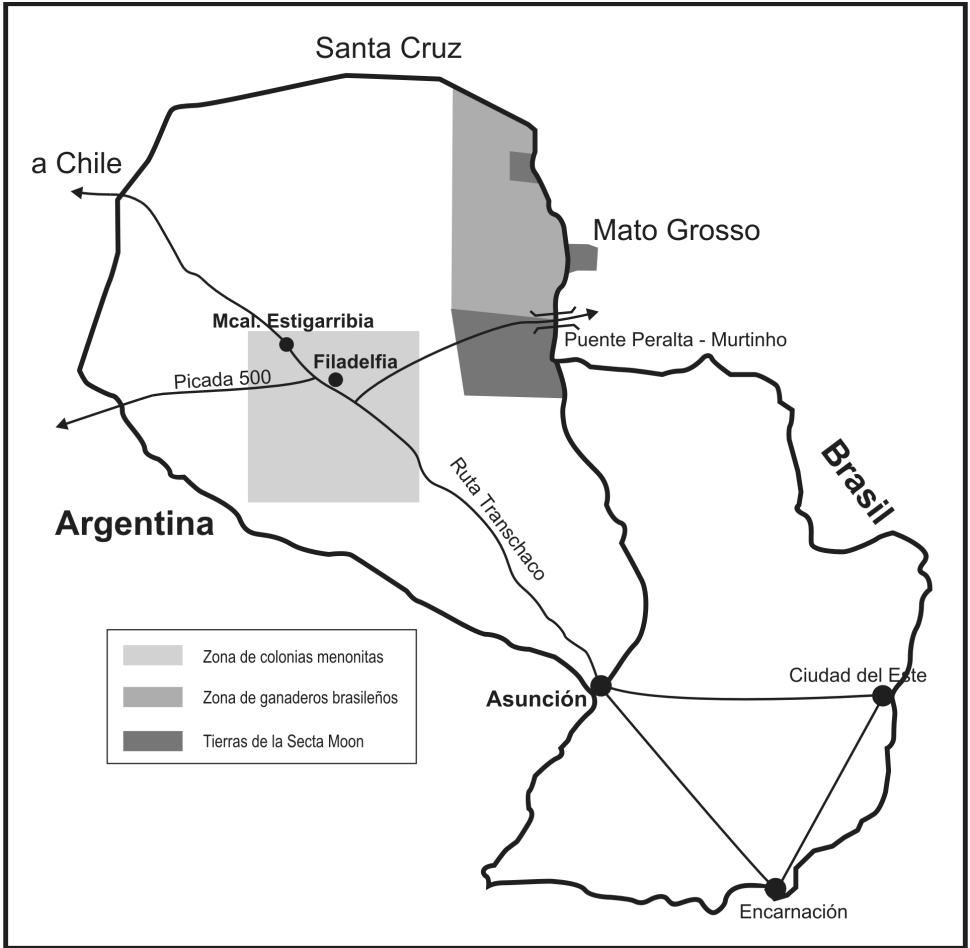 Santa Cruz
a Chile
Mato Grosso
Mcal. Estigarribia
Puente Peralta - Murtinho
Filadelfia
Picada 500
Brasil
Ruta Transchaco
Argentina
Zona de colonias menonitas
Zona de ganaderos brasileños
Tierras de la Secta Moon
Ciudad del Este
Asunción
Encarnación